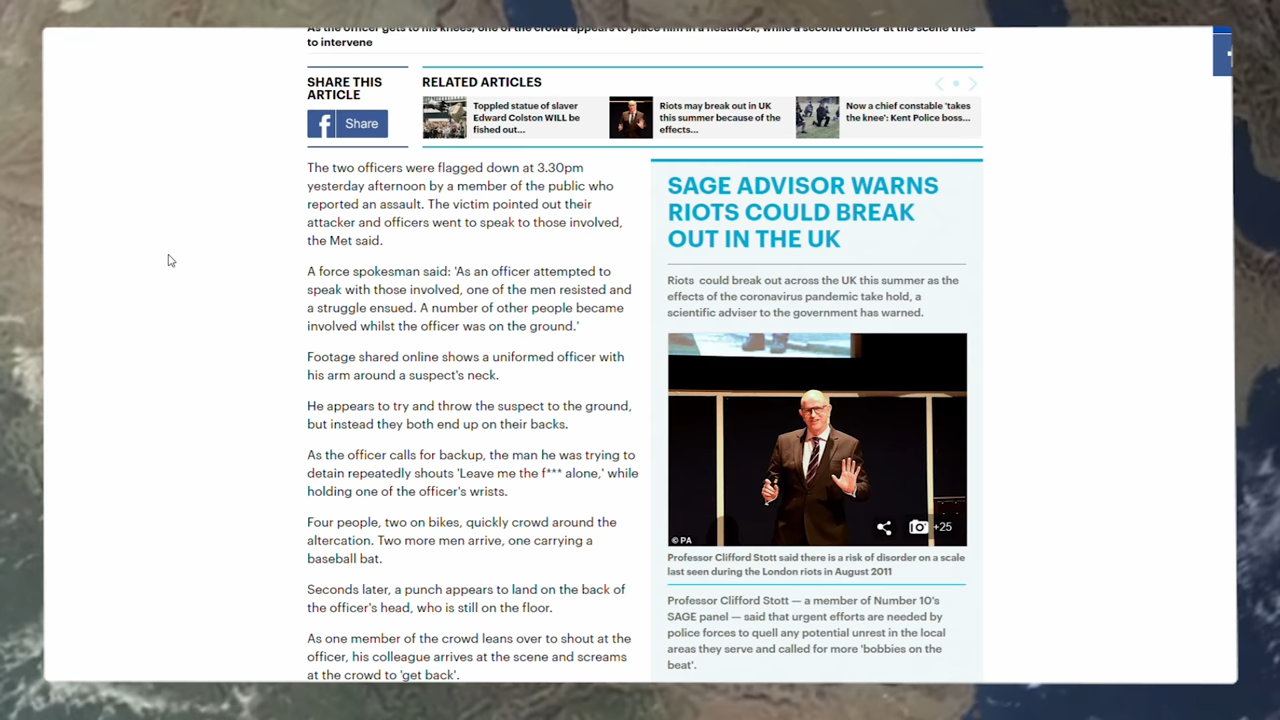 As the officer gets to his knees, one of the crowd appears to place him in a headlock, while a second officer at the scene tries
to intervene
SHARE THIS
ARTICLE
f Share
RELATED ARTICLES
Toppled statue of slaver
Edward Colston WILL be
fished out...
Riots may break out in UK
this summer because of the
effects...
Now a chief constable 'takes
the knee': Kent Police boss...
The two officers were flagged down at 3.30pm
yesterday afternoon by a member of the public who
reported an assault. The victim pointed out their
attacker and officers went to speak to those involved,
the Met said.
A force spokesman said: 'As an officer attempted to
speak with those involved, one of the men resisted and
a struggle ensued. A number of other people became
involved whilst the officer was on the ground.'
Footage shared online shows a uniformed officer with
his arm around a suspect's neck.
He appears to try and throw the suspect to the ground,
but instead they both end up on their backs.
As the officer calls for backup, the man he was trying to
detain repeatedly shouts 'Leave me the f*** alone,' while
holding one of the officer's wrists.
Four people, two on bikes, quickly crowd around the
altercation. Two more men arrive, one carrying a
baseball bat.
Seconds later, a punch appears to land on the back of
the officer's head, who is still on the floor.
As one member of the crowd leans over to shout at the
officer, his colleague arrives at the scene and screams
at the crowd to 'get back'.
SAGE ADVISOR WARNS
RIOTS COULD BREAK
OUT IN THE UK
Riots could break out across the UK this summer as the
effects of the coronavirus pandemic take hold, a
scientific adviser to the government has warned.
+25
© PA
Professor Clifford Stott said there is a risk of disorder on a scale
last seen during the London riots in August 2011
Professor Clifford Stott — a member of Number 10's
SAGE panel — said that urgent efforts are needed by
police forces to quell any potential unrest in the local
areas they serve and called for more 'bobbies on the
beat'.